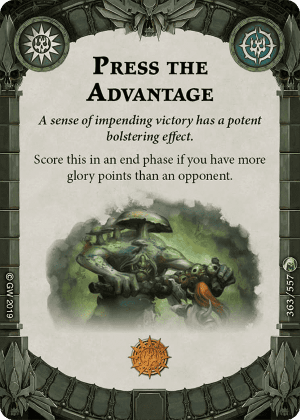 PRESS THE
ADVANTAGE
A sense of impending victory has a potent
bolstering effect.
Score this in an end phase if you have more
glory points than an opponent.
© GW 2019
363/557